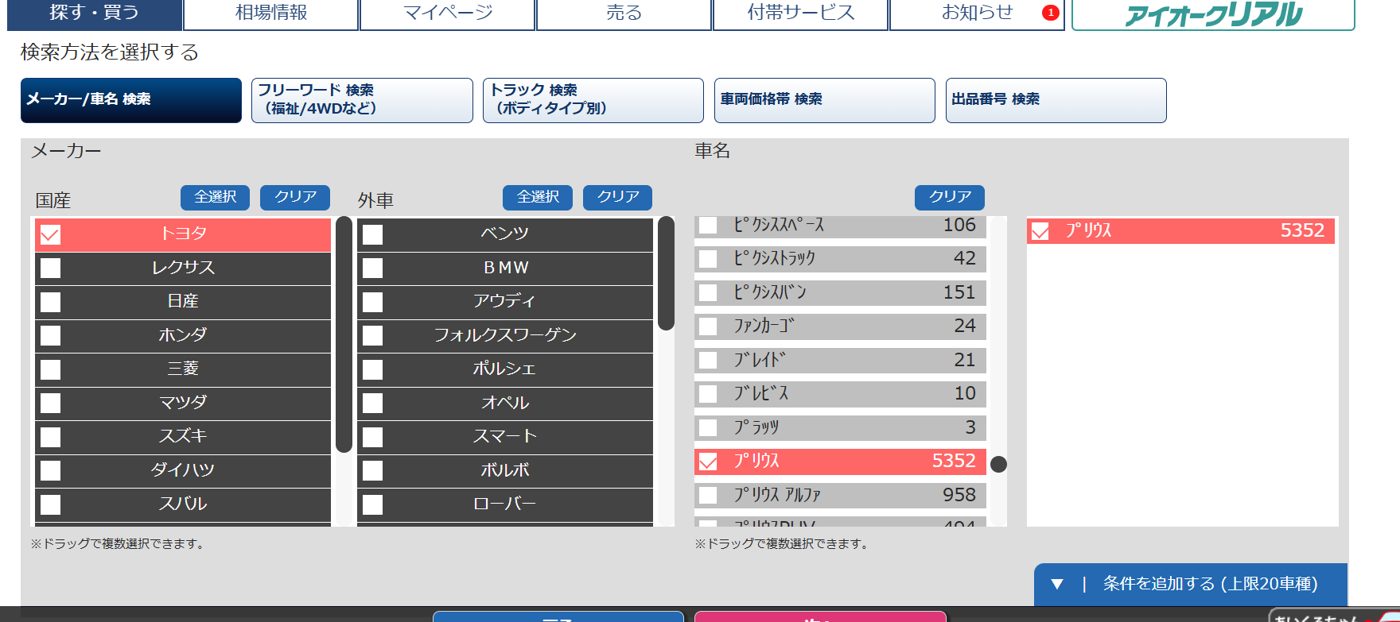 探す・買う
相場情報
マイページ
売る
付帯サービス
お知らせ
1
アイオークリアル
検索方法を選択する
メーカー/車名 検索
フリーワード 検索
(福祉/4WDなど)
トラック 検索
(ボディタイプ別)
車両価格帯 検索
出品番号 検索
メーカー
車名
国産
全選択
クリア
外車
全選択
クリア
クリア
トヨタ
レクサス
日産
ホンダ
三菱
マツダ
スズキ
ダイハツ
スバル
ベンツ
BMW
アウディ
フォルクスワーゲン
ポルシェ
オペル
スマート
ボルボ
ローバー
ﾋﾟｸｼｽｽﾍﾟｰｽ 106
ﾋﾟｸｼｽﾄﾗｯｸ 42
ﾋﾟｸｼｽﾊﾞﾝ 151
ﾌｧﾝｶｰｺﾞ 24
ﾌﾞﾚｲﾄﾞ 21
ﾌﾞﾚﾋﾞｽ 10
ﾌﾟﾗｯﾂ 3
ﾌﾟﾘｳｽ 5352
ﾌﾟﾘｳｽ ｱﾙﾌｧ 958
ﾌﾟﾘｳｽPHV 494
ﾌﾟﾘｳｽ 5352
※ドラッグで複数選択できます。
※ドラッグで複数選択できます。
▼ | 条件を追加する (上限20車種)